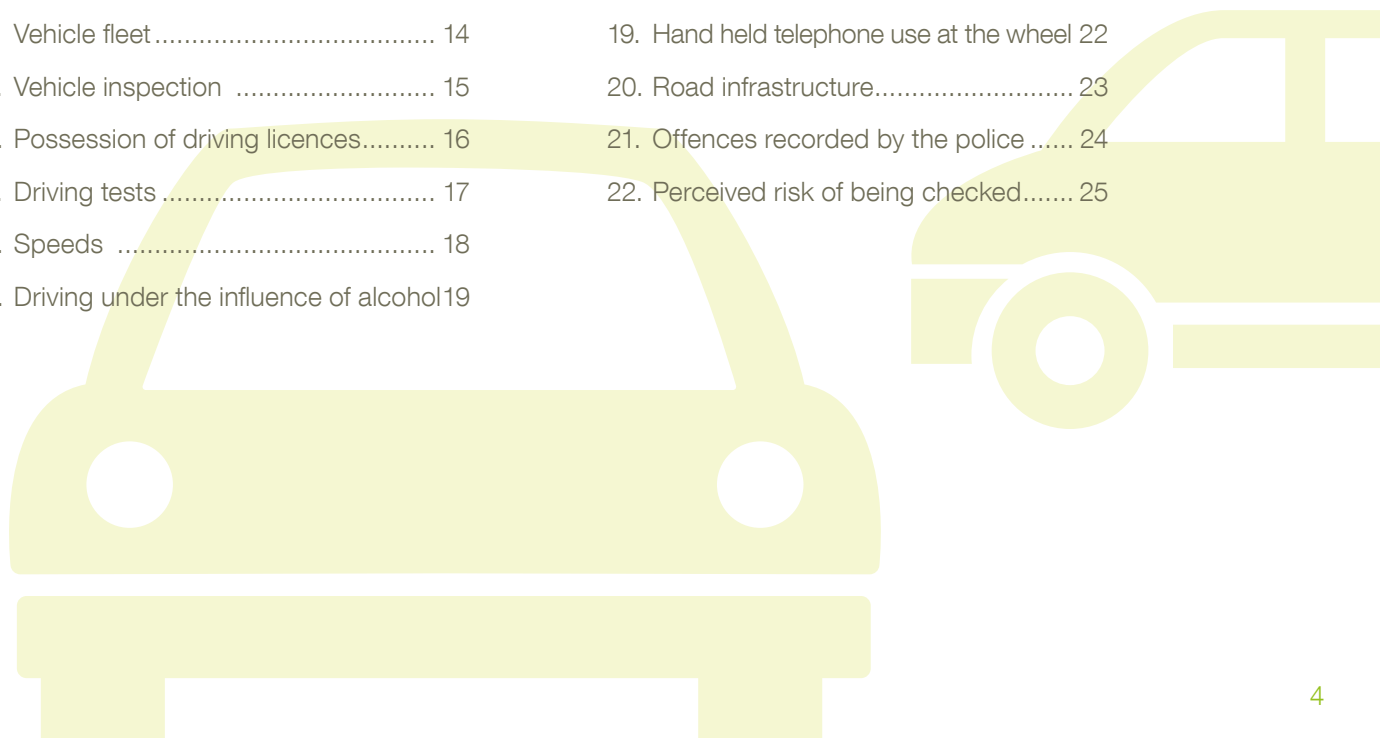 Vehicle fleet...................................... 14
. Vehicle inspection ........................... 15
. Possession of driving licences.......... 16
. Driving tests ..................................... 17
. Speeds ........................................... 18
. Driving under the influence of alcohol19
19. Hand held telephone use at the wheel 22
20. Road infrastructure........................... 23
21. Offences recorded by the police ...... 24
22. Perceived risk of being checked....... 25
4